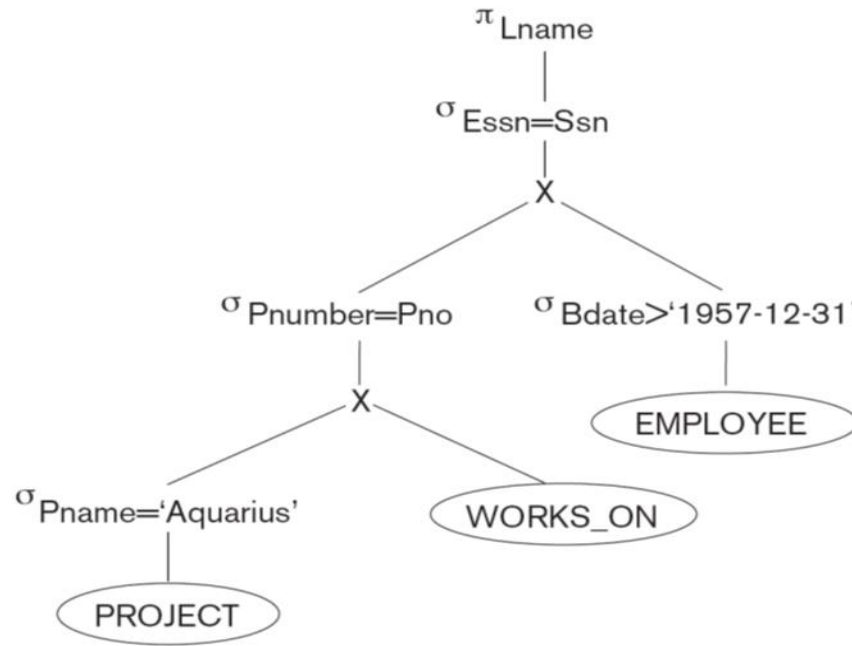 π Lname
σ Essn=Ssn
X
σ Pnumber=Pno
σ Bdate>‘1957-12-31’
X
EMPLOYEE
σ Pname=‘Aquarius’
WORKS_ON
PROJECT